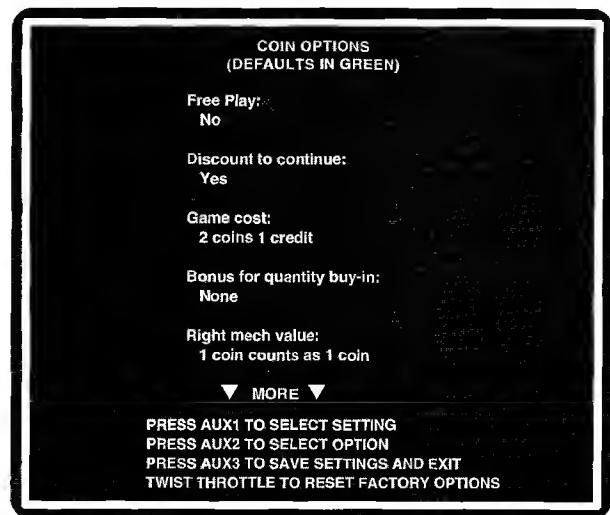 COIN OPTIONS
(DEFAULTS IN GREEN)
Free Play:
No
Discount to continue:
Yes
Game cost:
2 coins 1 credit
Bonus for quantity buy-in:
None
Right mech value:
1 coin counts as 1 coin
▼ MORE ▼
PRESS AUX1 TO SELECT SETTING
PRESS AUX2 TO SELECT OPTION
PRESS AUX3 TO SAVE SETTINGS AND EXIT
TWIST THROTTLE TO RESET FACTORY OPTIONS